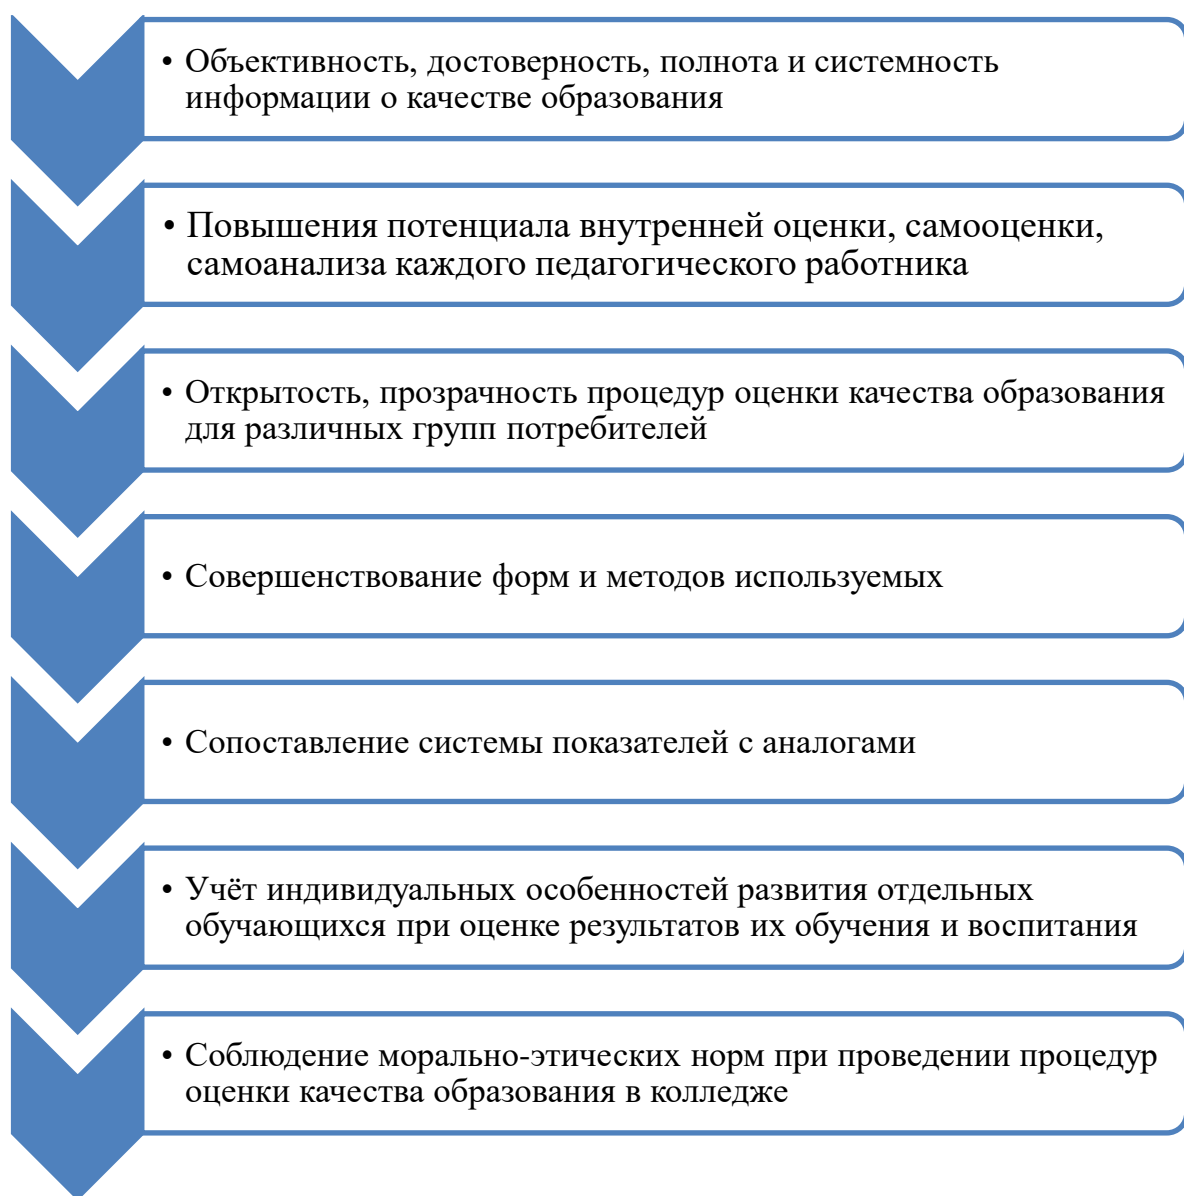 • Объективность, достоверность, полнота и системность
информации о качестве образования
• Повышения потенциала внутренней оценки, самооценки,
самоанализа каждого педагогического работника
• Открытость, прозрачность процедур оценки качества образования
для различных групп потребителей
• Совершенствование форм и методов используемых
• Сопоставление системы показателей с аналогами
• Учёт индивидуальных особенностей развития отдельных
обучающихся при оценке результатов их обучения и воспитания
• Соблюдение морально-этических норм при проведении процедур
оценки качества образования в колледже